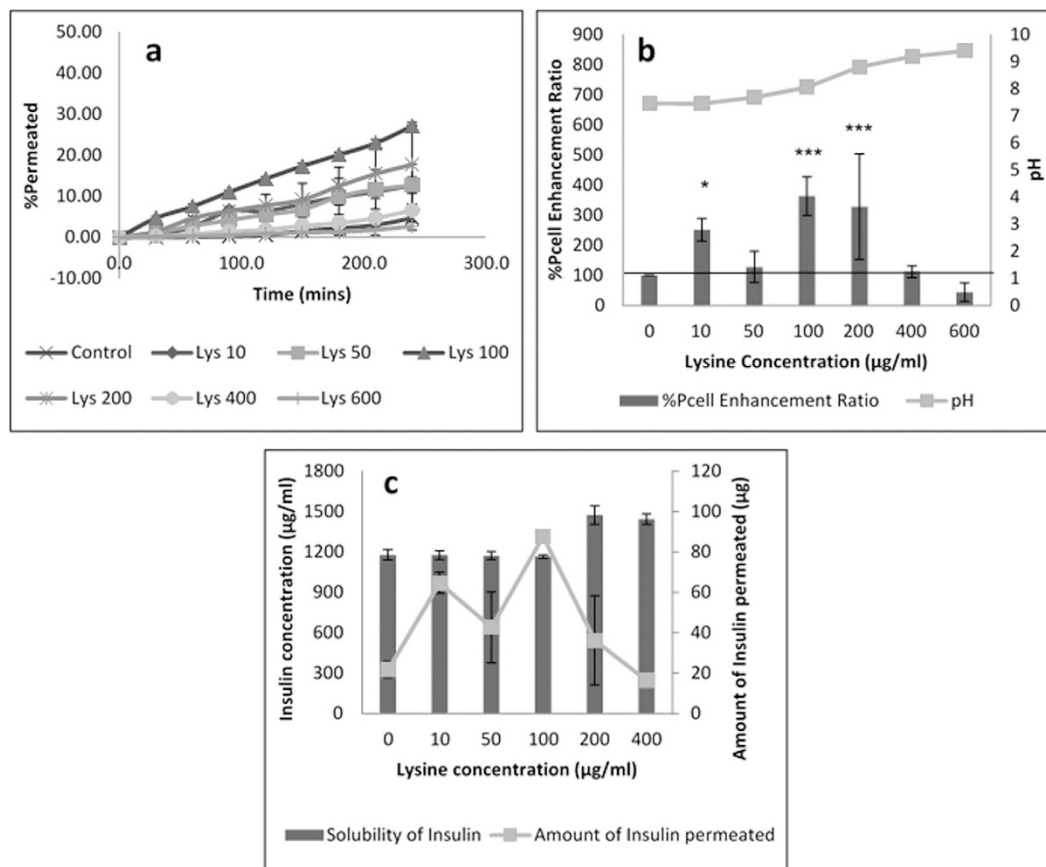 a
50.00
40.00
30.00
20.00
10.00
0.00
-10.00
%Permeated
0.0
100.0
200.0
300.0
Time (mins)
Control
Lys 10
Lys 50
Lys 100
Lys 200
Lys 400
Lys 600
b
900
800
700
600
500
400
300
200
100
0
%Pcell Enhancement Ratio
10
9
8
7
6
5
4
3
2
1
0
pH
*
***
***
0 10 50 100 200 400 600
Lysine Concentration (µg/ml)
%Pcell Enhancement Ratio
pH
c
1800
1500
1200
900
600
300
0
Insulin concentration (µg/ml)
120
100
80
60
40
20
0
Amount of Insulin permeated (µg)
0 10 50 100 200 400
Lysine concentration (µg/ml)
Solubility of Insulin
Amount of Insulin permeated